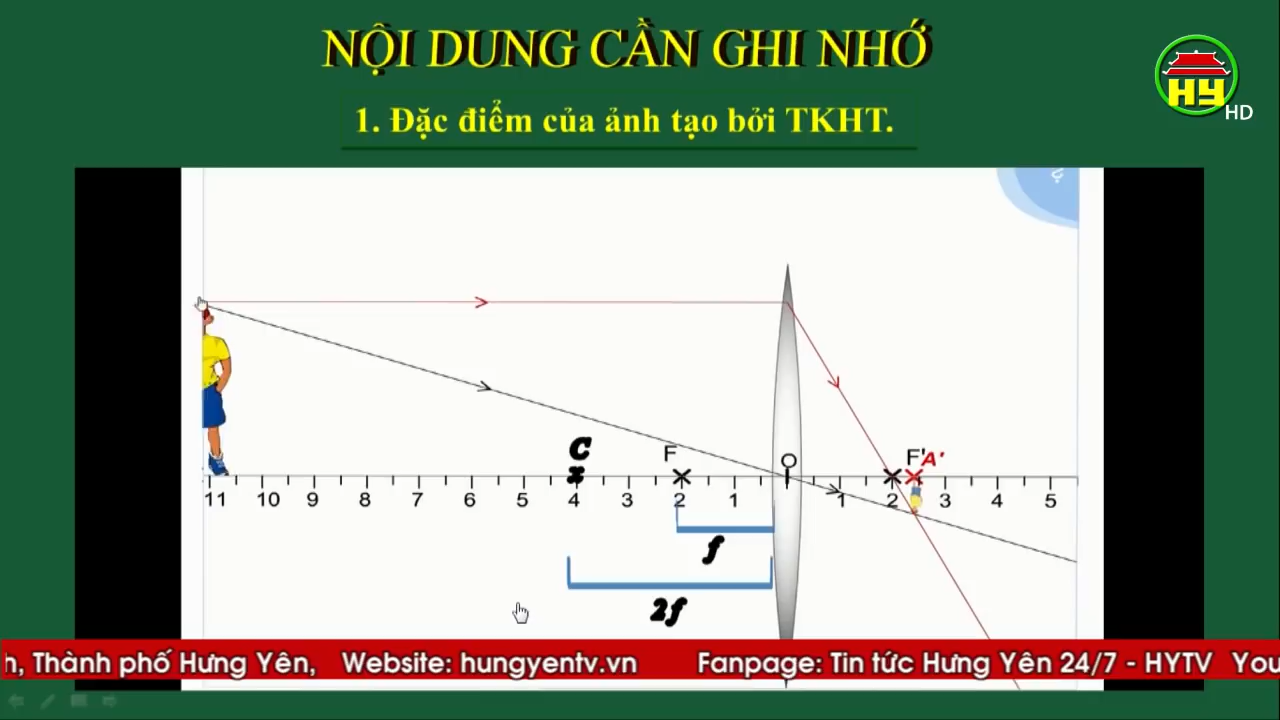 NỘI DUNG CẦN GHI NHỚ
HY
HD
1. Đặc điểm của ảnh tạo bởi TKHT.
C
F
O
F' A'
11 10 9 8 7 6 5 4 3 2 1 1 2 3 4 5
f
2f
h, Thành phố Hưng Yên, Website: hungyentv.vn Fanpage: Tin tức Hưng Yên 24/7 - HYTV You